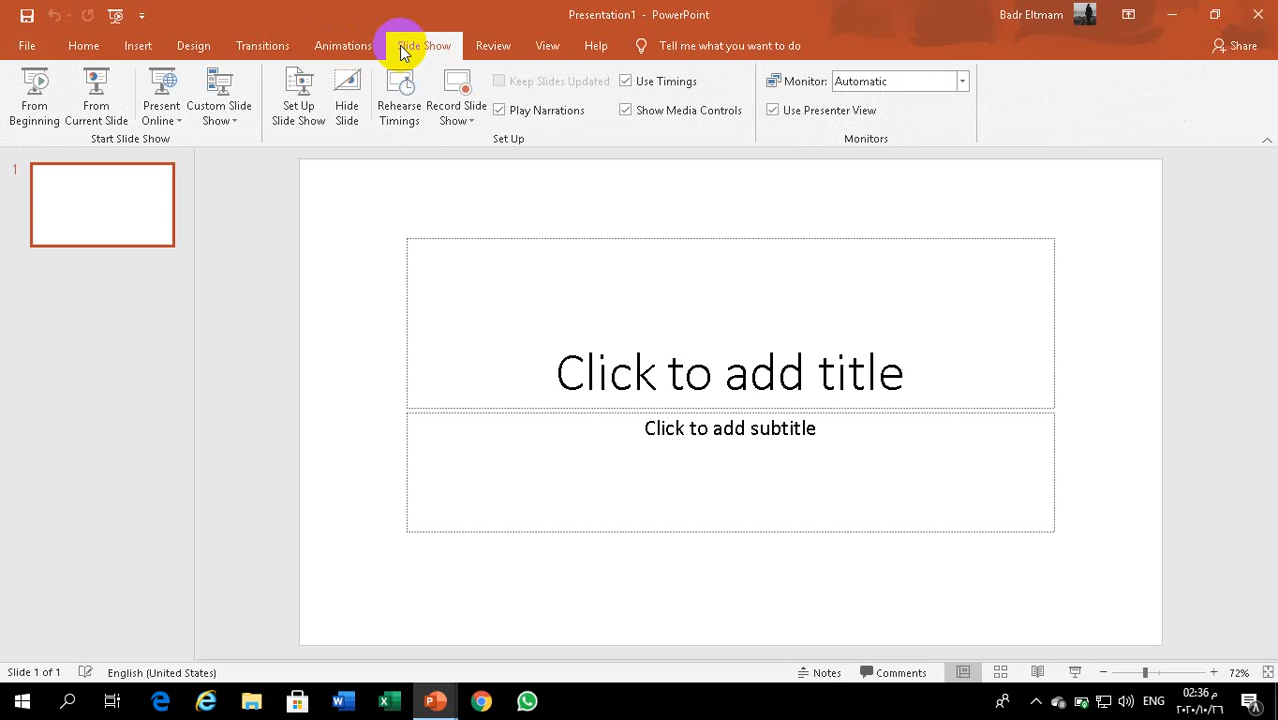 Presentation1 - PowerPoint
Badr Eltmam
File Home Insert Design Transitions Animations Slide Show Review View Help Tell me what you want to do Share
From Beginning
From Current Slide
Present Online
Custom Slide Show
Start Slide Show
Set Up Slide Show
Hide Slide
Rehearse Timings
Record Slide Show
Keep Slides Updated
Play Narrations
Use Timings
Show Media Controls
Set Up
Monitor: Automatic
Use Presenter View
Monitors
1
Click to add title
Click to add subtitle
Slide 1 of 1 English (United States) Notes Comments 72%
ENG
02:36 م
٢٠٢٠/١٠/٢٦